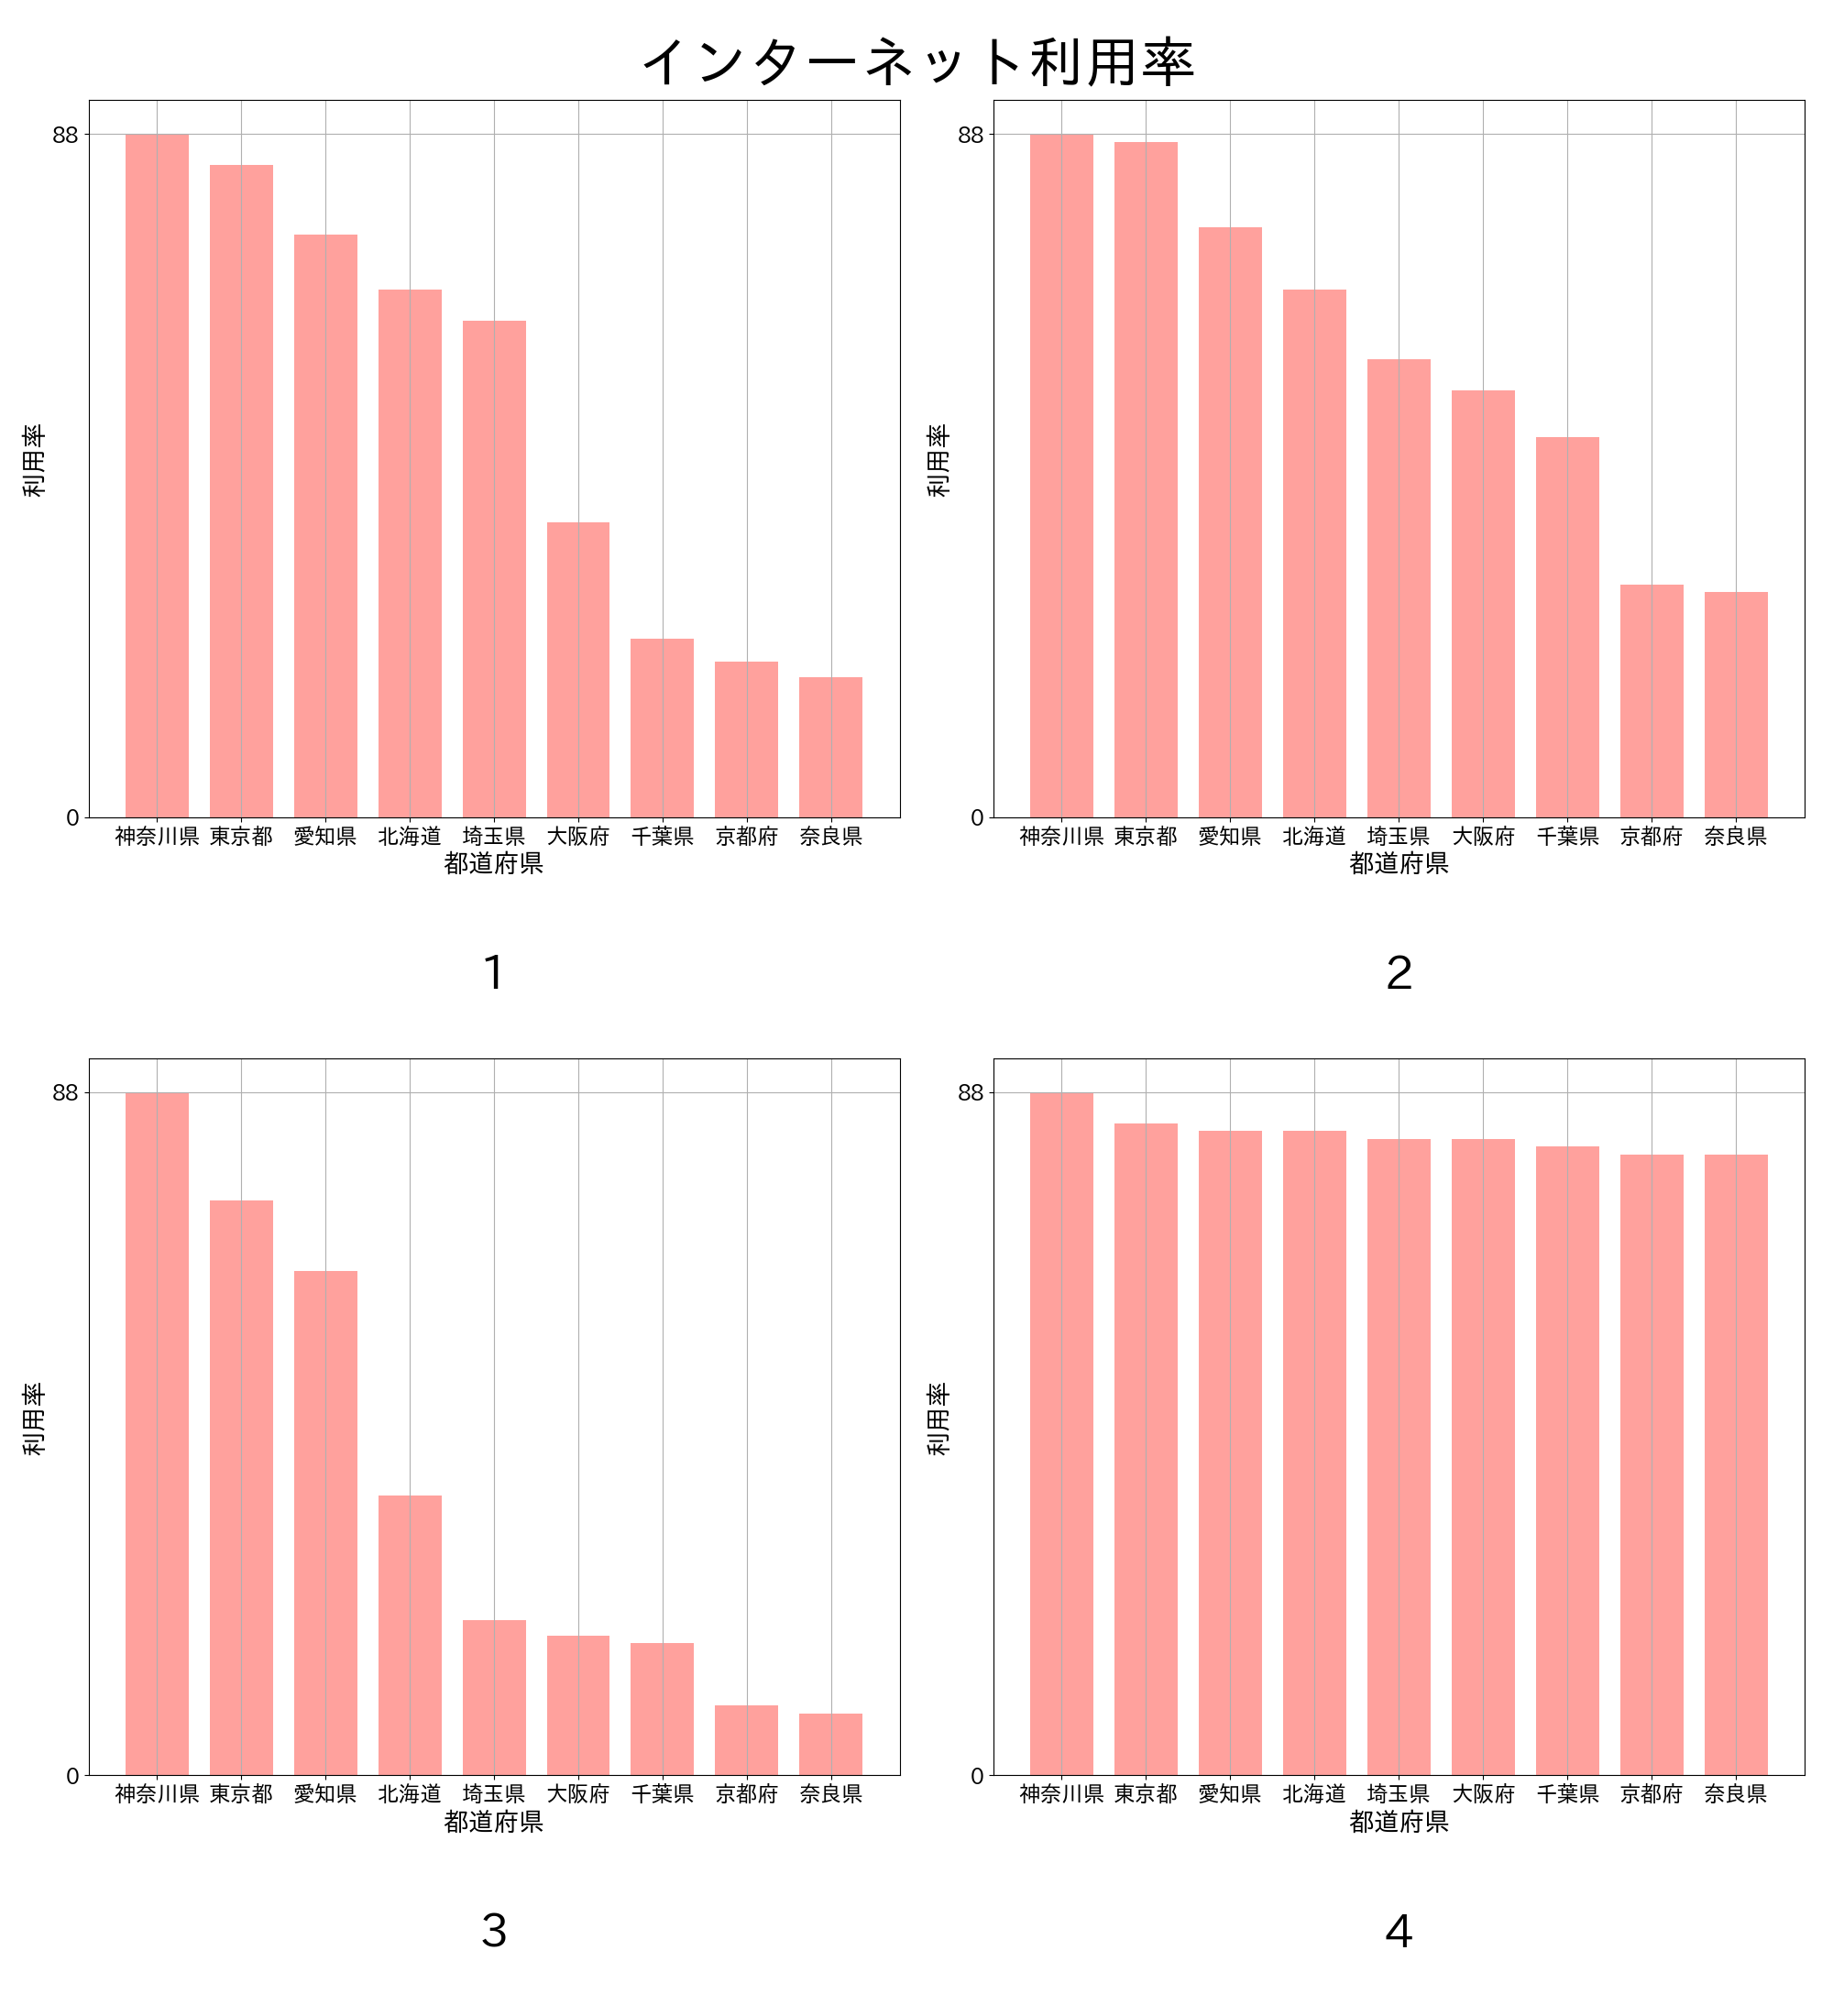 インターネット利用率
88
0
利用率
神奈川県 東京都 愛知県 北海道 埼玉県 大阪府 千葉県 京都府 奈良県
都道府県
1
88
0
利用率
神奈川県 東京都 愛知県 北海道 埼玉県 大阪府 千葉県 京都府 奈良県
都道府県
2
88
0
利用率
神奈川県 東京都 愛知県 北海道 埼玉県 大阪府 千葉県 京都府 奈良県
都道府県
3
88
0
利用率
神奈川県 東京都 愛知県 北海道 埼玉県 大阪府 千葉県 京都府 奈良県
都道府県
4